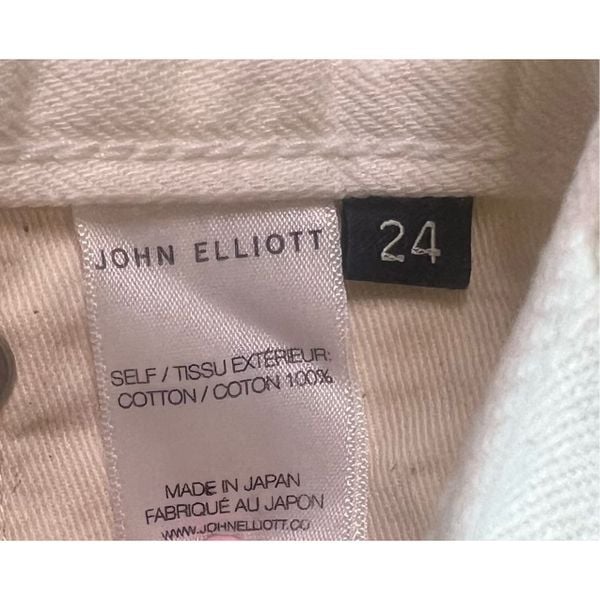 JOHN ELLIOTT
24
SELF / TISSU EXTÉRIEUR:
COTTON / COTON 100%
MADE IN JAPAN
FABRIQUÉ AU JAPON
WWW.JOHNELLIOTT.CO